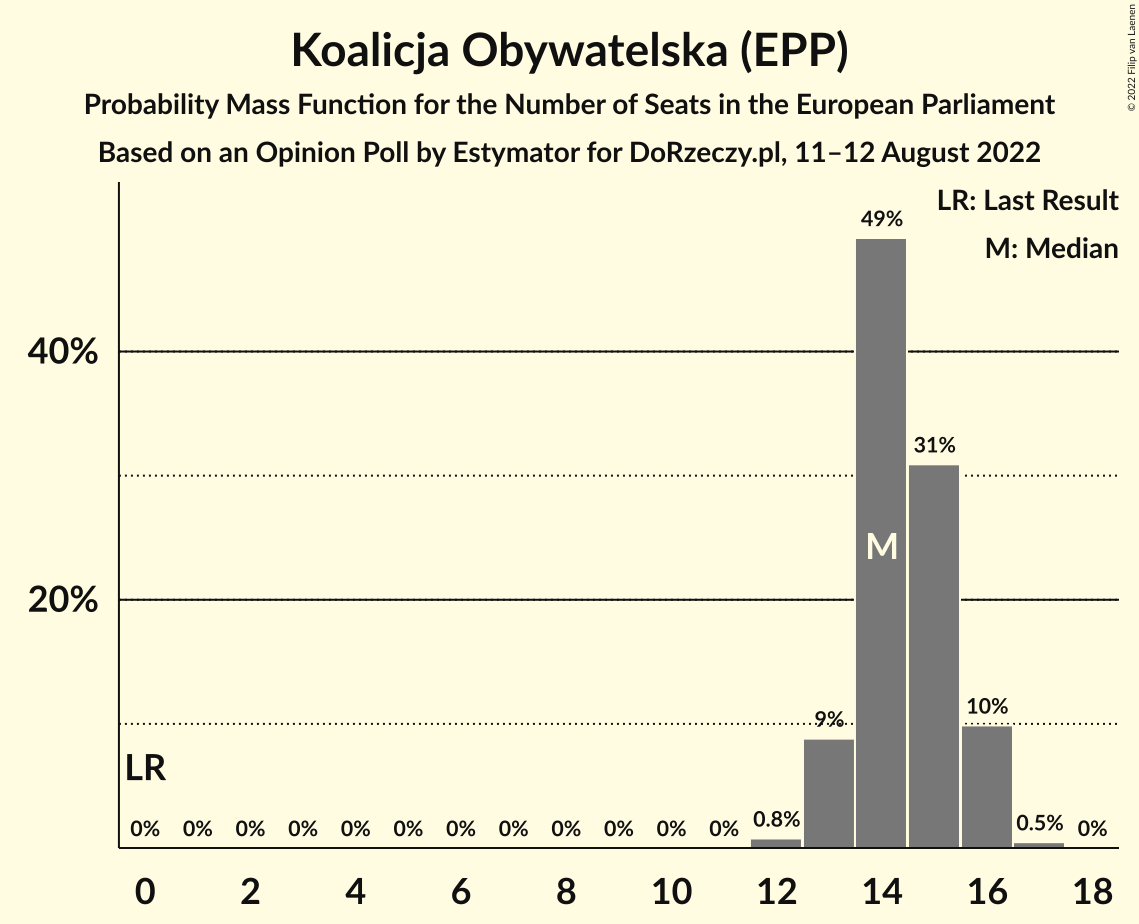 Koalicja Obywatelska (EPP)
Probability Mass Function for the Number of Seats in the European Parliament
Based on an Opinion Poll by Estymator for DoRzeczy.pl, 11–12 August 2022
© 2022 Filip van Laenen
LR: Last Result
M: Median
49%
40%
31%
M
20%
10%
9%
LR
0% 0% 0% 0% 0% 0% 0% 0% 0% 0% 0% 0% 0.8% 0.5% 0%
0 2 4 6 8 10 12 14 16 18